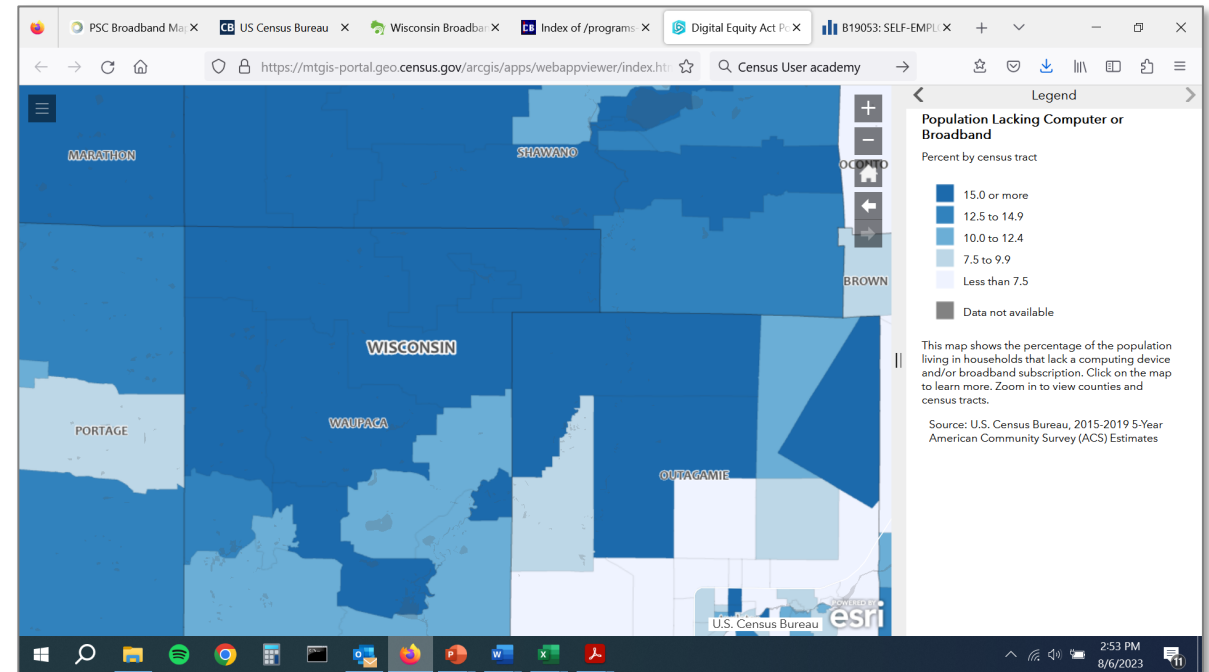 PSC Broadband Ma
US Census Bureau
Wisconsin Broadban
Index of /programs-
Digital Equity Act P
B19053: SELF-EMPL
https://mtgis-portal.geo.census.gov/arcgis/apps/webappviewer/index.htm
Census User academy
Legend
Population Lacking Computer or
Broadband
Percent by census tract
15.0 or more
12.5 to 14.9
10.0 to 12.4
7.5 to 9.9
Less than 7.5
Data not available
This map shows the percentage of the population
living in households that lack a computing device
and/or broadband subscription. Click on the map
to learn more. Zoom in to view counties and
census tracts.
Source: U.S. Census Bureau, 2015-2019 5-Year
American Community Survey (ACS) Estimates
MARATHON
SHAWANO
OCONTO
BROWN
WISCONSIN
WAUPACA
PORTAGE
OUTAGAMIE
U.S. Census Bureau
POWERED BY
esri
2:53 PM
8/6/2023
11